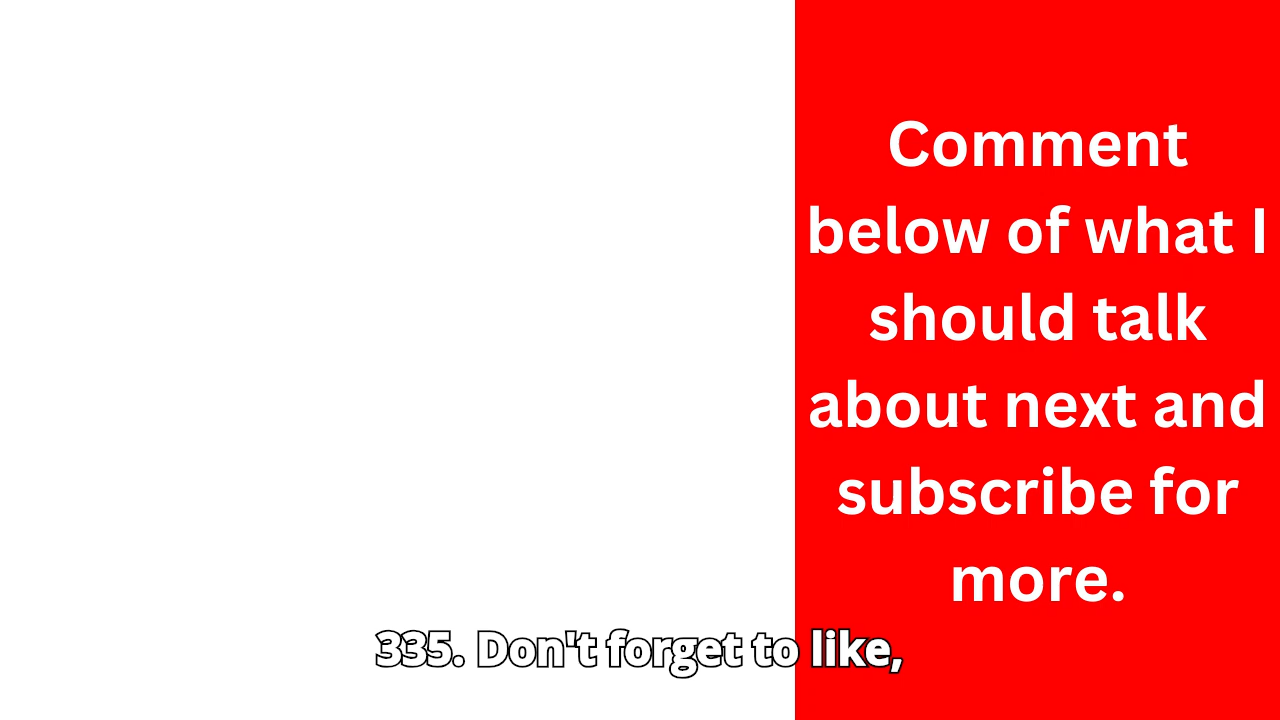 Comment
below of what I
should talk
about next and
subscribe for
more.
335. Don't forget to like,